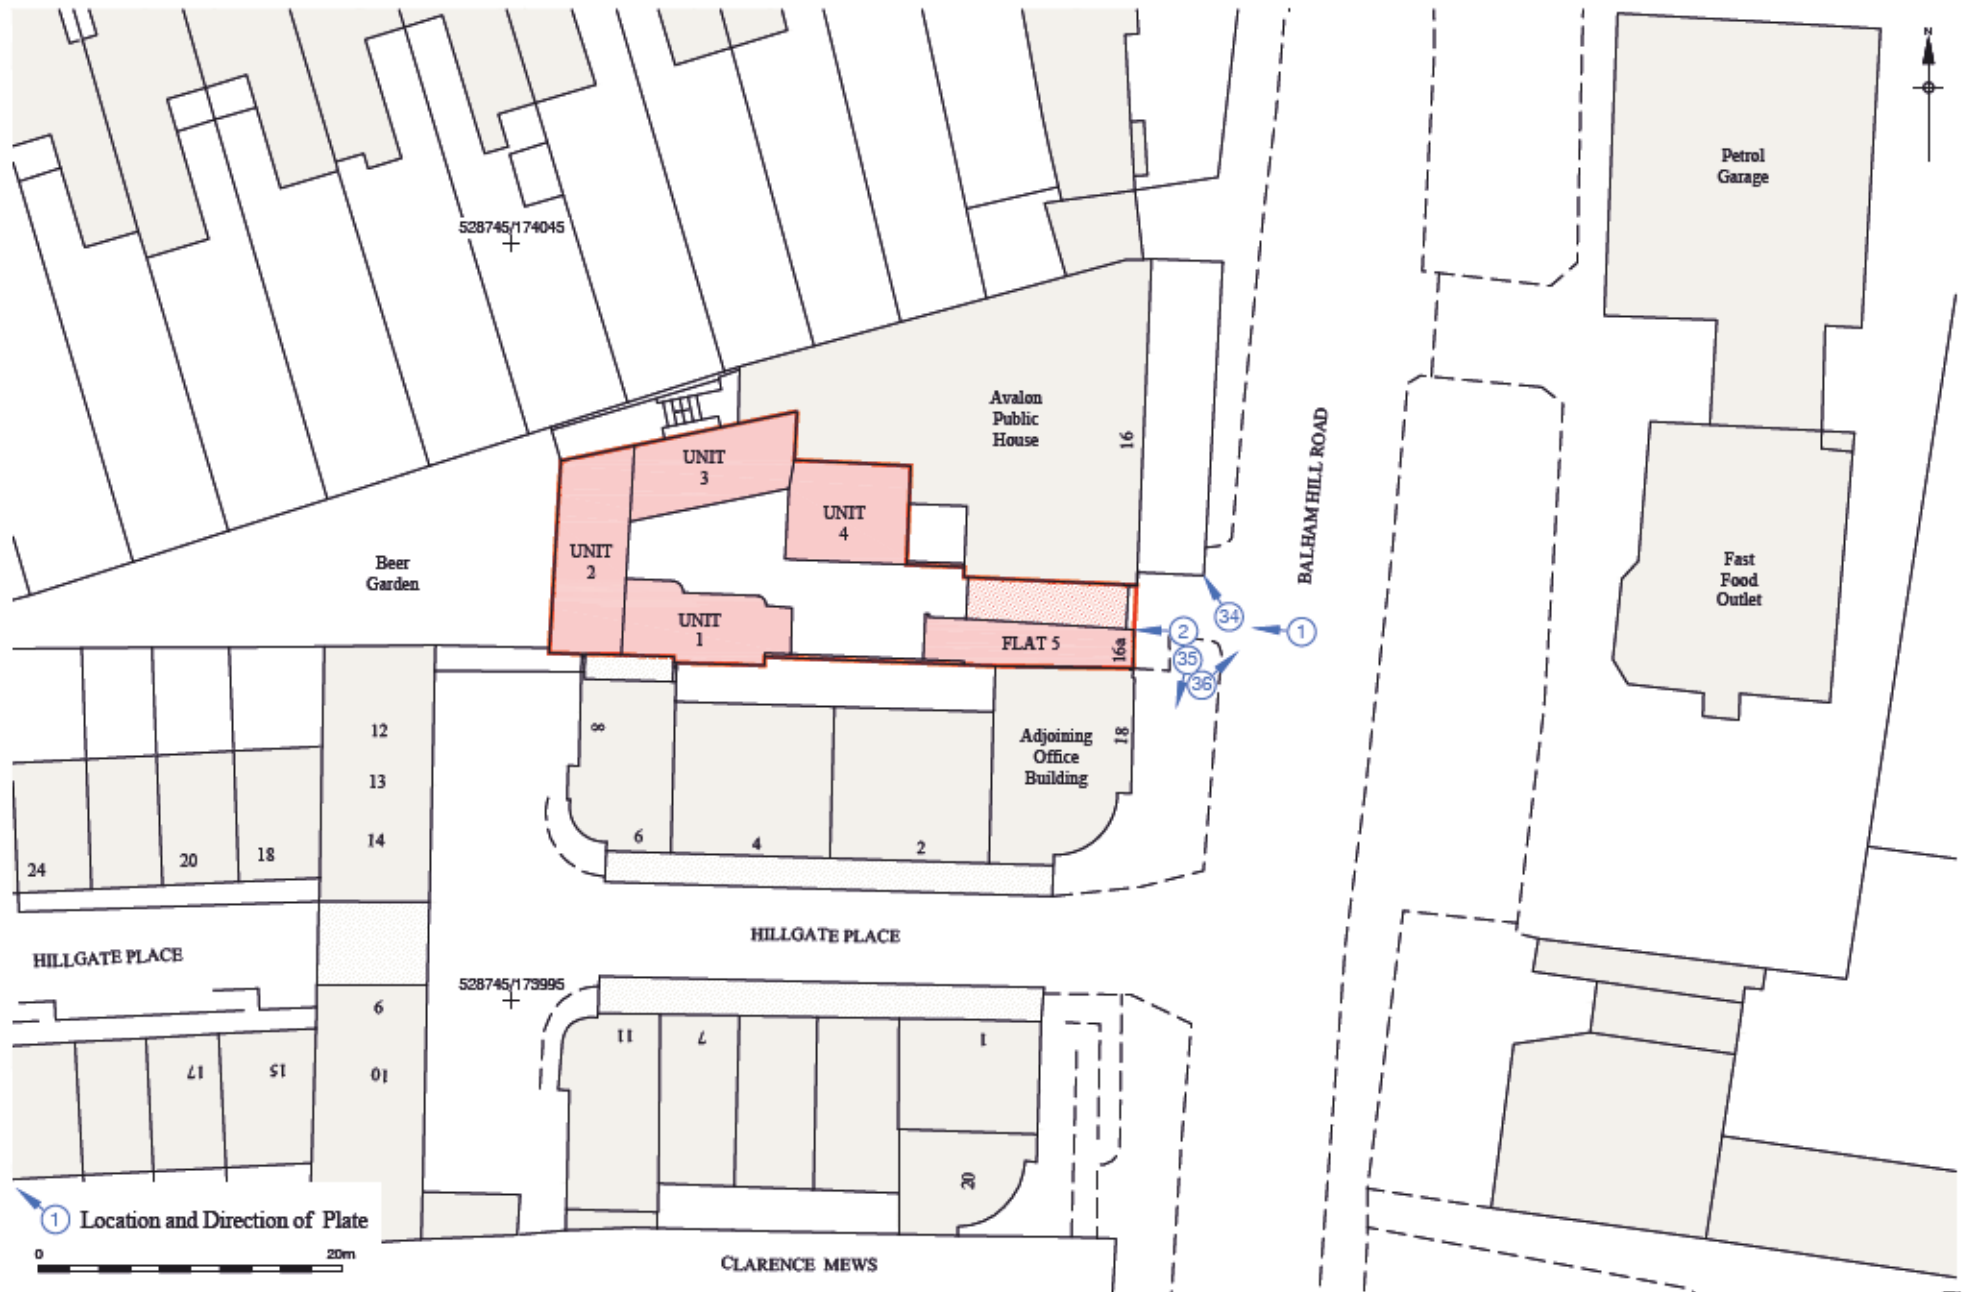 N
Petrol
Garage
528745/174045
Avalon
Public
House
16
BALHAM HILL ROAD
UNIT
3
UNIT
4
UNIT
2
Beer
Garden
Fast
Food
Outlet
UNIT
1
FLAT 5
16a
34
2
1
35
36
12
13
14
8
Adjoining
Office
Building
18
6
4
2
24
20
18
HILLGATE PLACE
HILLGATE PLACE
528745/173995
9
10
11
7
1
17
15
20
1 Location and Direction of Plate
0 20m
CLARENCE MEWS